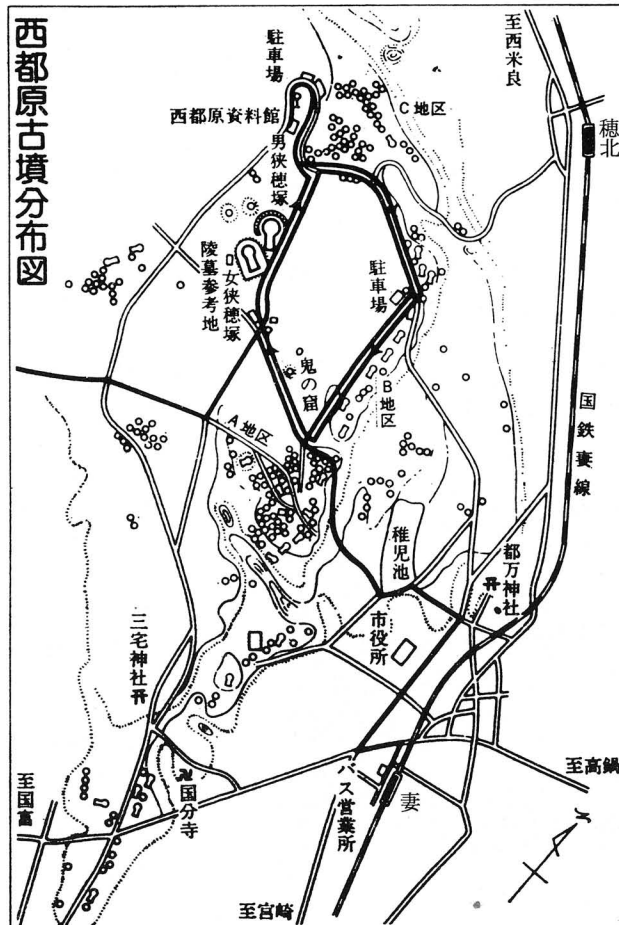 西都原古墳分布図
駐車場
西都原資料館
男狭穂塚
女狭穂塚
陵墓参考地
C地区
至西米良
穂北
駐車場
鬼の窟
B地区
A地区
国鉄妻線
稚児池
都万神社
市役所
三宅神社
国分寺
至国富
バス営業所
妻
至高鍋
至宮崎
N